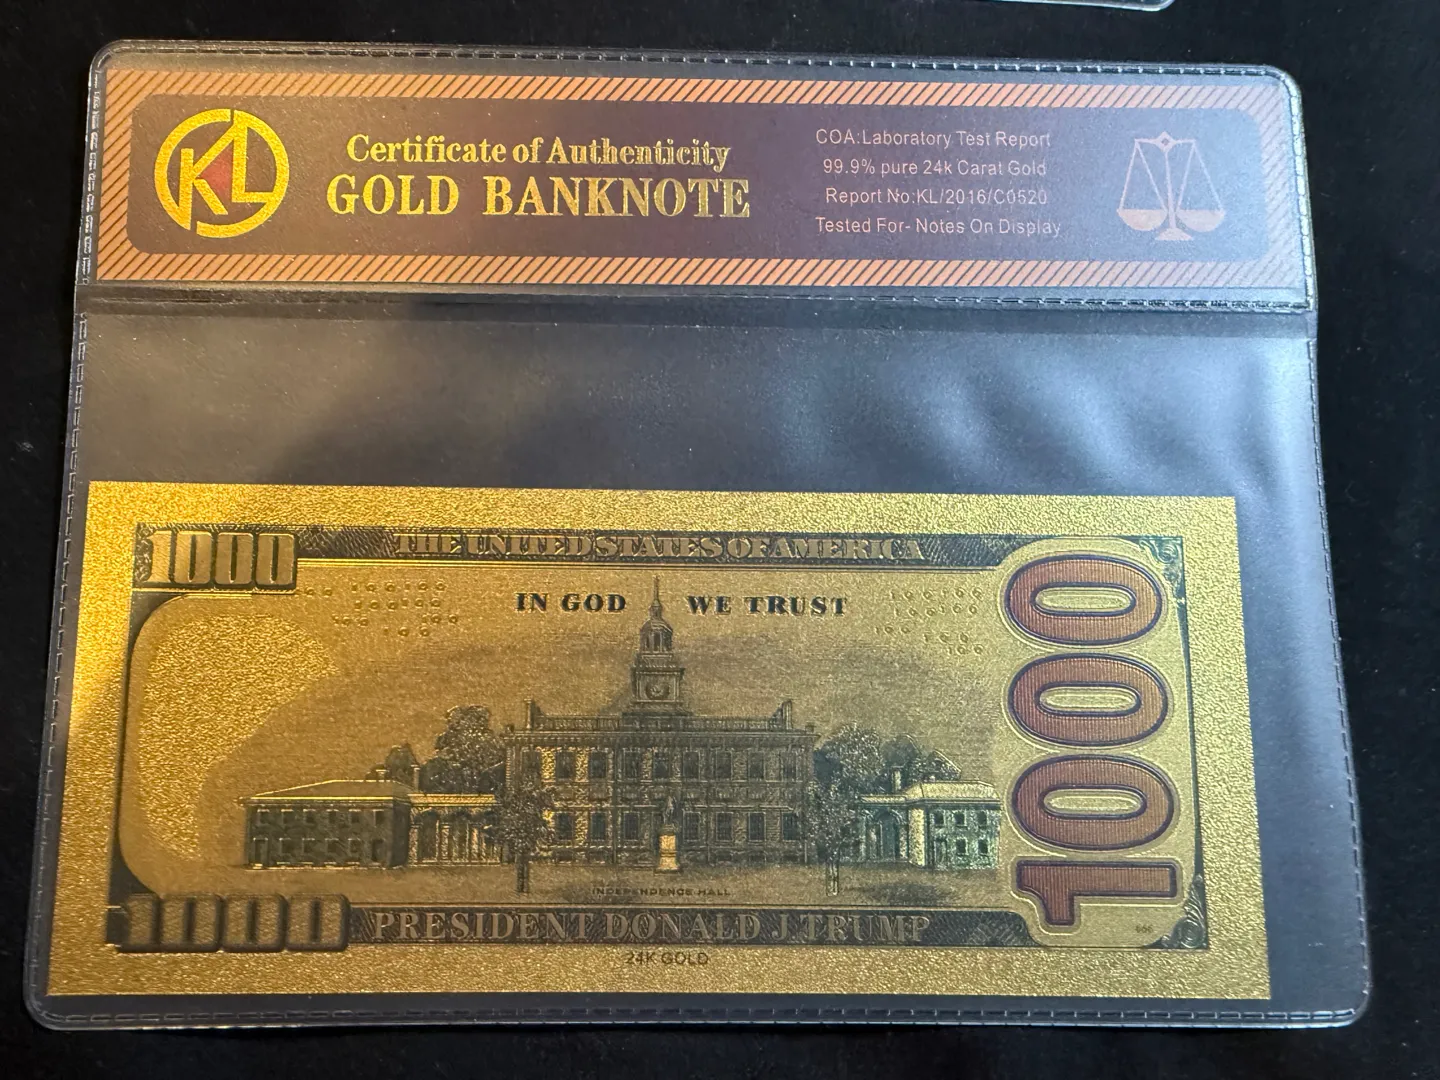 KL
Certificate of Authenticity
GOLD BANKNOTE
COA:Laboratory Test Report
99.9% pure 24k Carat Gold
Report No:KL/2016/C0520
Tested For- Notes On Display
1000
THE UNITED STATES OF AMERICA
IN GOD WE TRUST
1000
INDEPENDENCE HALL
1000
PRESIDENT DONALD J.TRUMP
24K GOLD